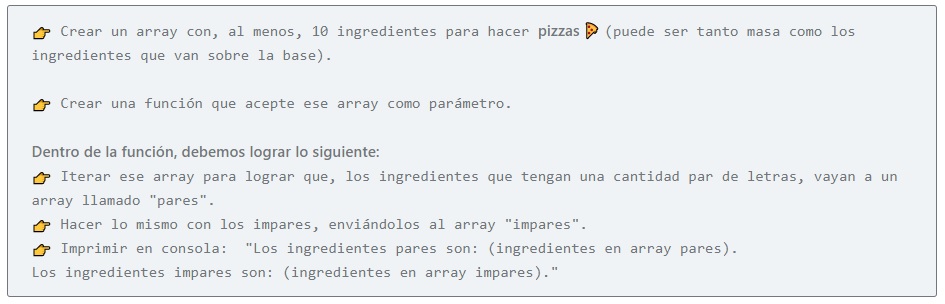 👉 Crear un array con, al menos, 10 ingredientes para hacer pizzas 🍕 (puede ser tanto masa como los
ingredientes que van sobre la base).
👉 Crear una función que acepte ese array como parámetro.
Dentro de la función, debemos lograr lo siguiente:
👉 Iterar ese array para lograr que, los ingredientes que tengan una cantidad par de letras, vayan a un
array llamado "pares".
👉 Hacer lo mismo con los impares, enviándolos al array "impares".
👉 Imprimir en consola:  "Los ingredientes pares son: (ingredientes en array pares).
Los ingredientes impares son: (ingredientes en array impares)."